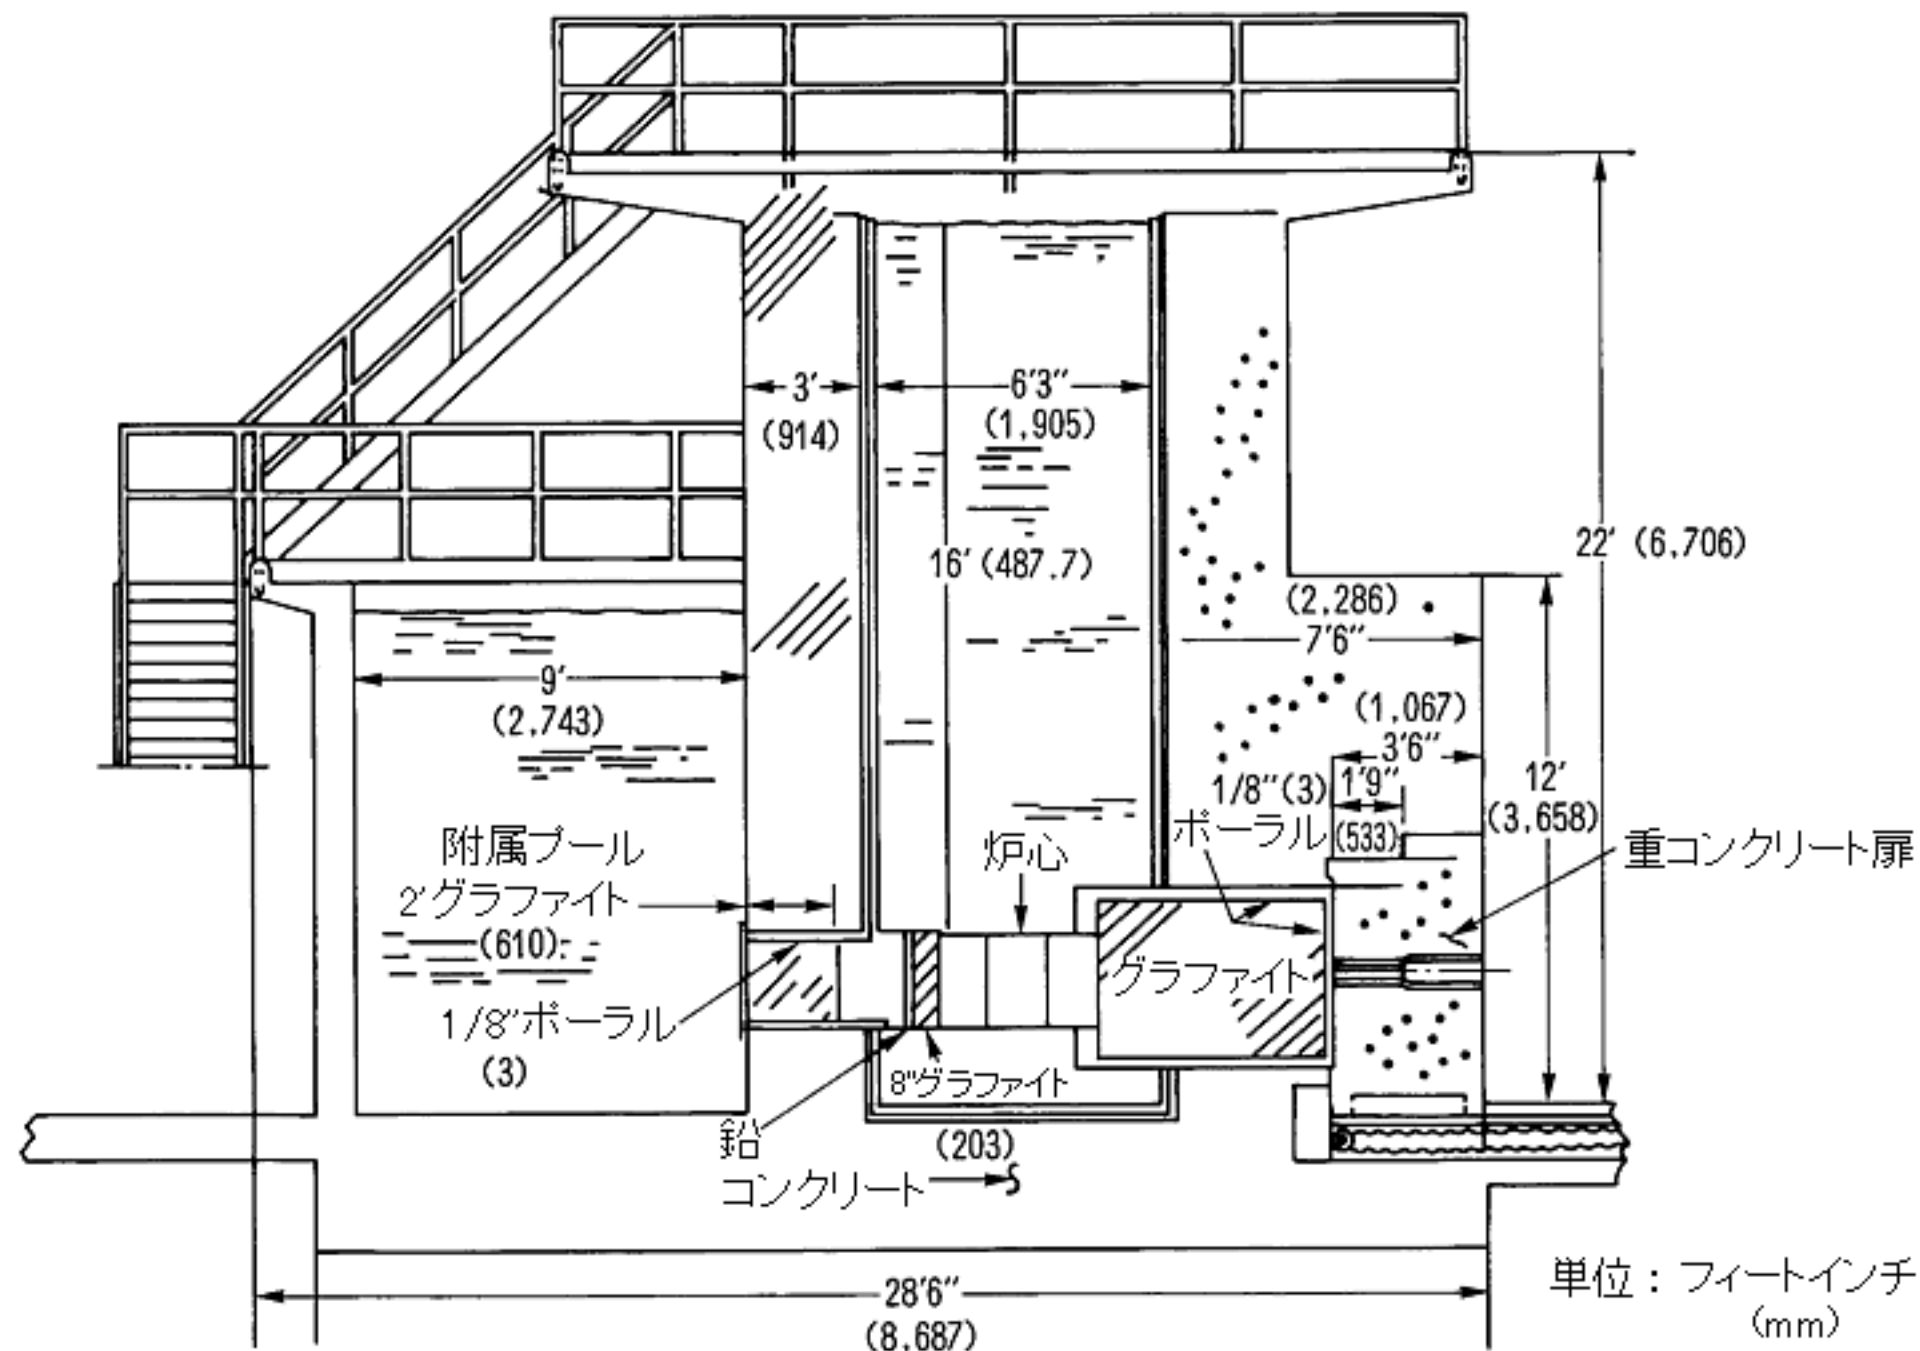 3'
(914)
6'3"
(1,905)
16' (487.7)
22' (6,706)
(2,286)
7'6"
9'
(2,743)
(1,067)
3'6"
1/8"(3)
ボーラル
1'9"
(533)
12'
(3,658)
附属プール
2'グラファイト
(610)
炉心
重コンクリート扉
グラファイト
1/8"ボーラル
(3)
8"グラファイト
(203)
鉛
コンクリート
28'6"
(8,687)
単位：フィートインチ
(mm)